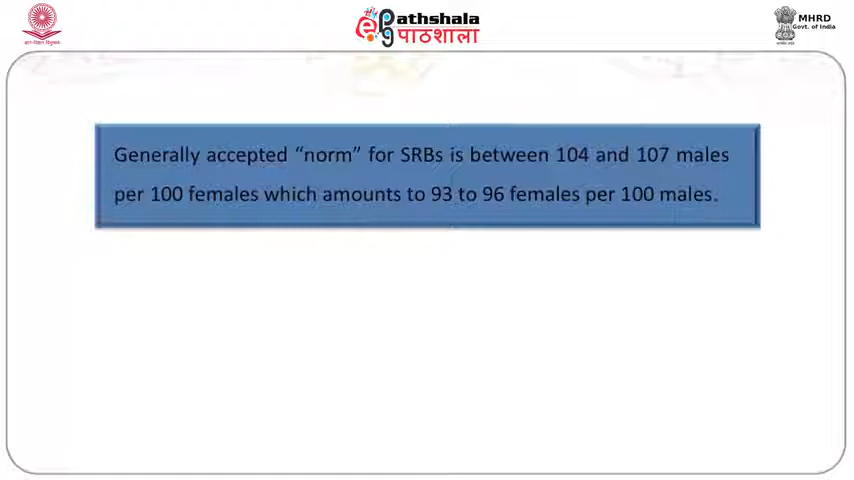 ePathshala
पाठशाला
MHRD
Govt. of India
Generally accepted “norm” for SRBs is between 104 and 107 males
per 100 females which amounts to 93 to 96 females per 100 males.